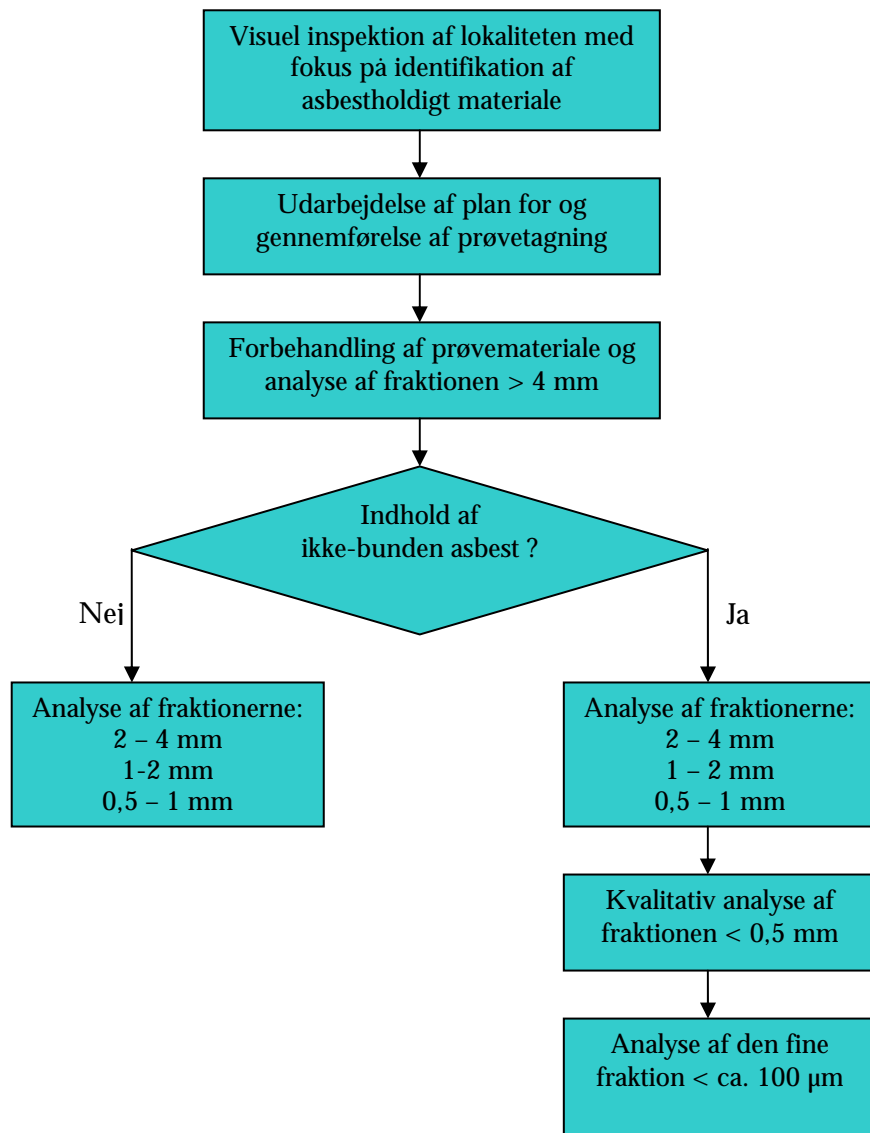 Visuel inspektion af lokaliteten med
fokus på identifikation af
asbestholdigt materiale
Udarbejdelse af plan for og
gennemførelse af prøvetagning
Forbehandling af prøvemateriale og
analyse af fraktionen > 4 mm
Indhold af
ikke-bunden asbest ?
Nej
Ja
Analyse af fraktionerne:
2 – 4 mm
1-2 mm
0,5 – 1 mm
Analyse af fraktionerne:
2 – 4 mm
1 – 2 mm
0,5 – 1 mm
Kvalitativ analyse af
fraktionen < 0,5 mm
Analyse af den fine
fraktion < ca. 100 µm